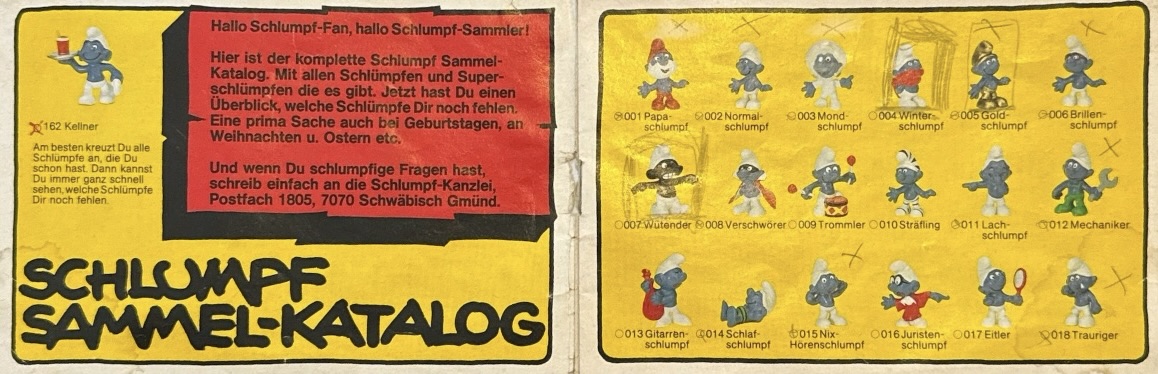 162 Kellner
Am besten kreuzt Du alle
Schlümpfe an, die Du
schon hast. Dann kannst
Du immer ganz schnell
sehen, welche Schlümpfe
Dir noch fehlen.
Hallo Schlumpf-Fan, hallo Schlumpf-Sammler!
Hier ist der komplette Schlumpf Sammel-
Katalog. Mit allen Schlümpfen und Super-
schlümpfen die es gibt. Jetzt hast Du einen
Überblick, welche Schlümpfe Dir noch fehlen.
Eine prima Sache auch bei Geburtstagen, an
Weihnachten u. Ostern etc.
Und wenn Du schlumpfige Fragen hast,
schreib einfach an die Schlumpf-Kanzlei,
Postfach 1805, 7070 Schwäbisch Gmünd.
SCHLUMPF
SAMMEL-KATALOG
001 Papa-
schlumpf
002 Normal-
schlumpf
003 Mond-
schlumpf
004 Winter-
schlumpf
005 Gold-
schlumpf
006 Brillen-
schlumpf
007 Wütender
008 Verschwörer
009 Trommler
010 Sträfling
011 Lach-
schlumpf
012 Mechaniker
013 Gitarren-
schlumpf
014 Schlaf-
schlumpf
015 Nix-
Hörenschlumpf
016 Juristen-
schlumpf
017 Eitler
018 Trauriger